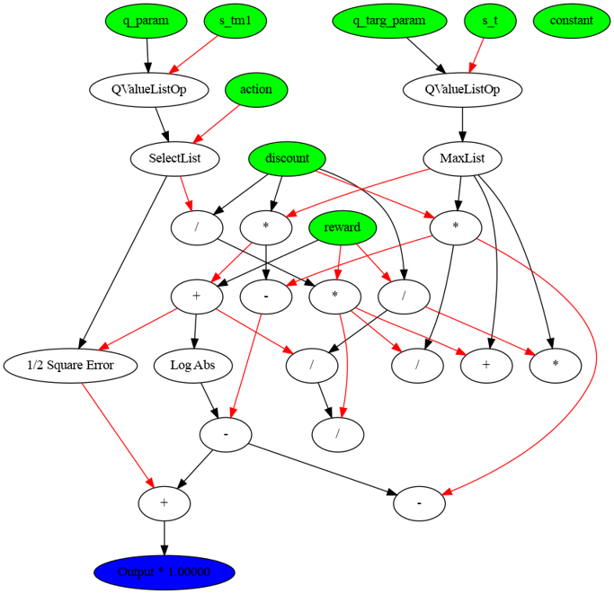 q_param
s_tm1
q_targ_param
s_t
constant
QValueListOp
action
QValueListOp
SelectList
discount
MaxList
/
*
reward
*
+
-
*
/
1/2 Square Error
Log Abs
/
/
+
*
-
/
+
-
Output * 1.00000